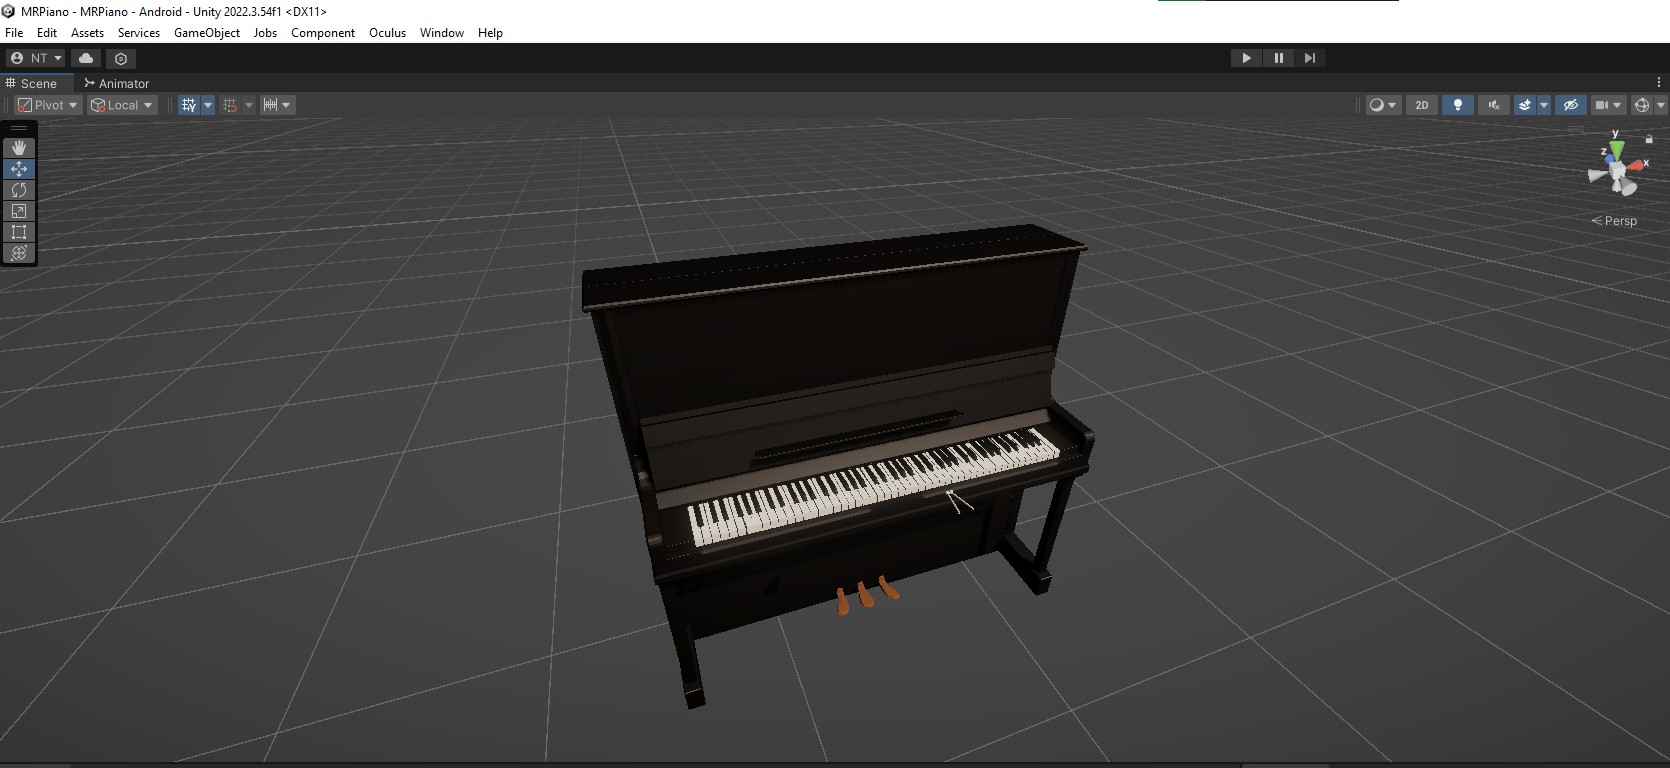 MRPiano - MRPiano - Android - Unity 2022.3.54f1 <DX11>
File Edit Assets Services GameObject Jobs Component Oculus Window Help
NT
Scene Animator
Pivot Local 2D
y
z x
Persp